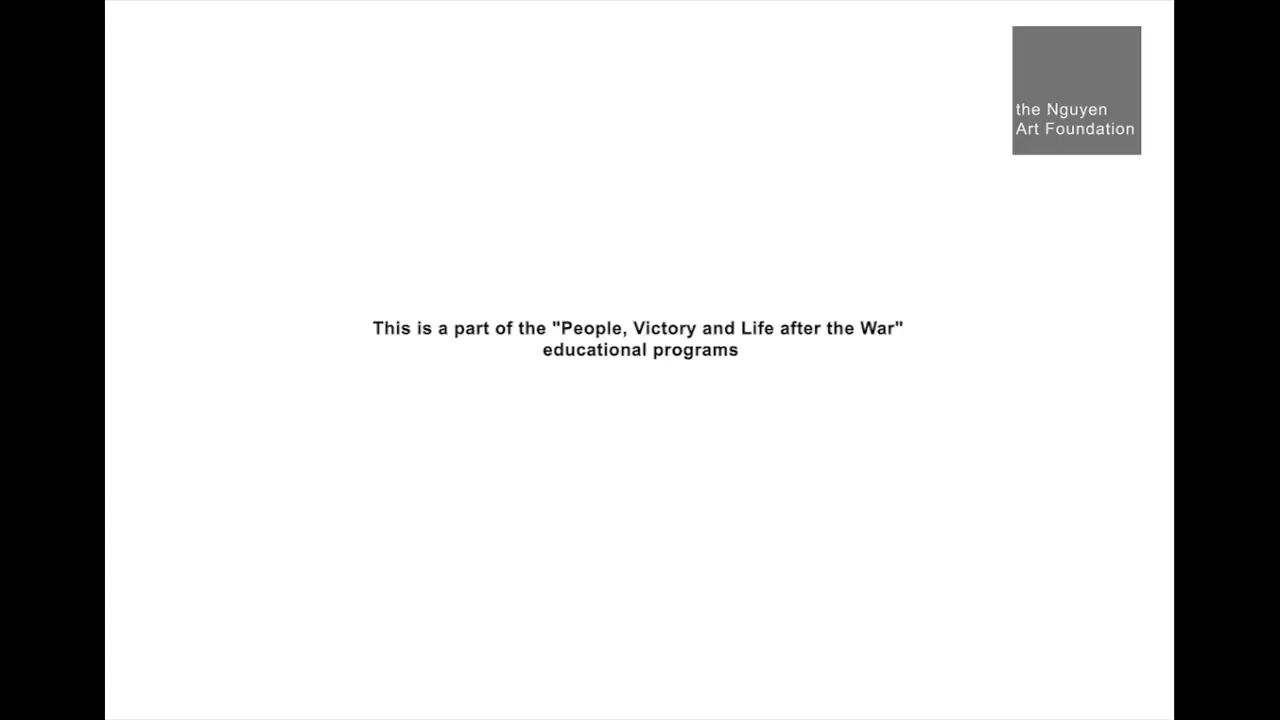 the Nguyen
Art Foundation
This is a part of the "People, Victory and Life after the War"
educational programs